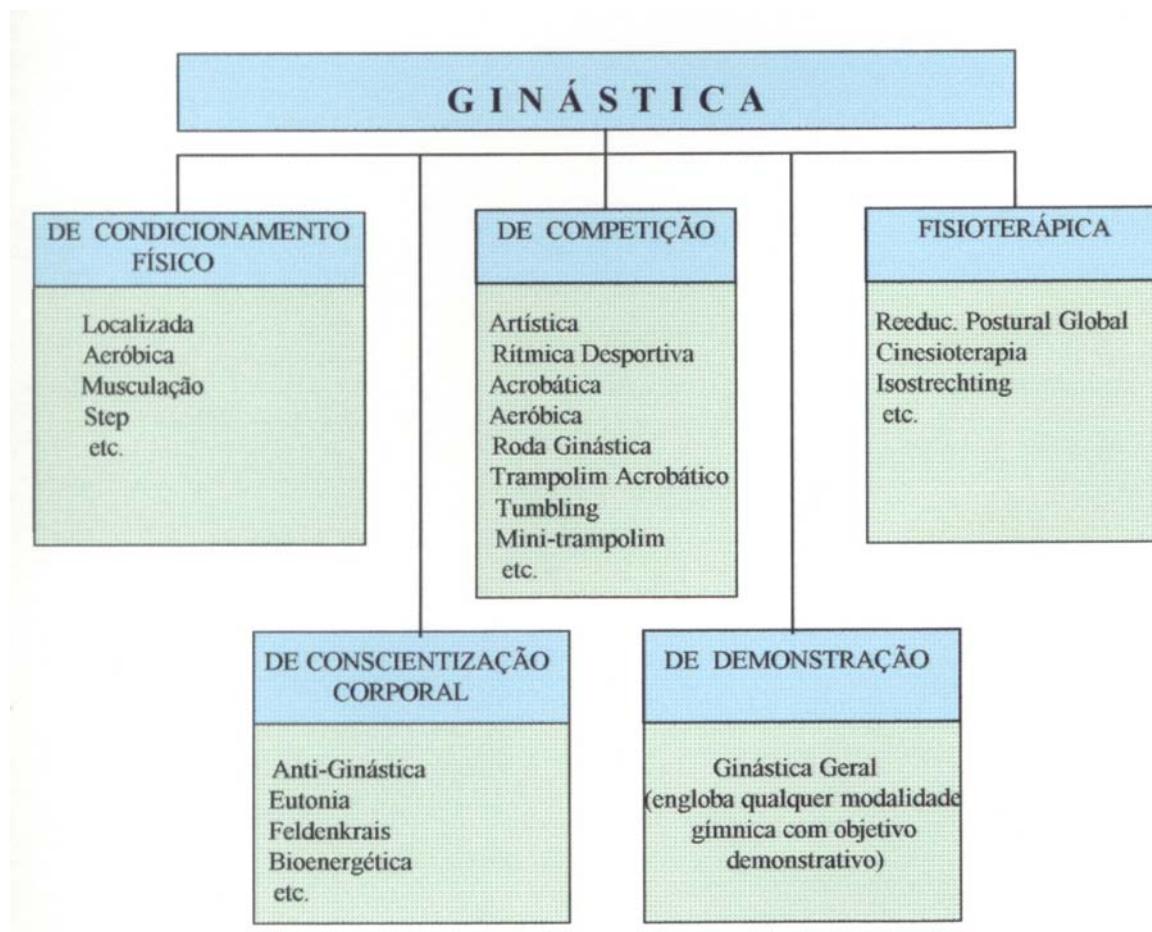 GINÁSTICA
DE CONDICIONAMENTO
FÍSICO
Localizada
Aeróbica
Musculação
Step
etc.
DE COMPETIÇÃO
Artística
Rítmica Desportiva
Acrobática
Aeróbica
Roda Ginástica
Trampolim Acrobático
Tumbling
Mini-trampolim
etc.
FISIOTERÁPICA
Reeduc. Postural Global
Cinesioterapia
Isostrechting
etc.
DE CONSCIENTIZAÇÃO
CORPORAL
Anti-Ginástica
Eutonia
Feldenkrais
Bioenergética
etc.
DE DEMONSTRAÇÃO
Ginástica Geral
(engloba qualquer modalidade
gímnica com objetivo
demonstrativo)